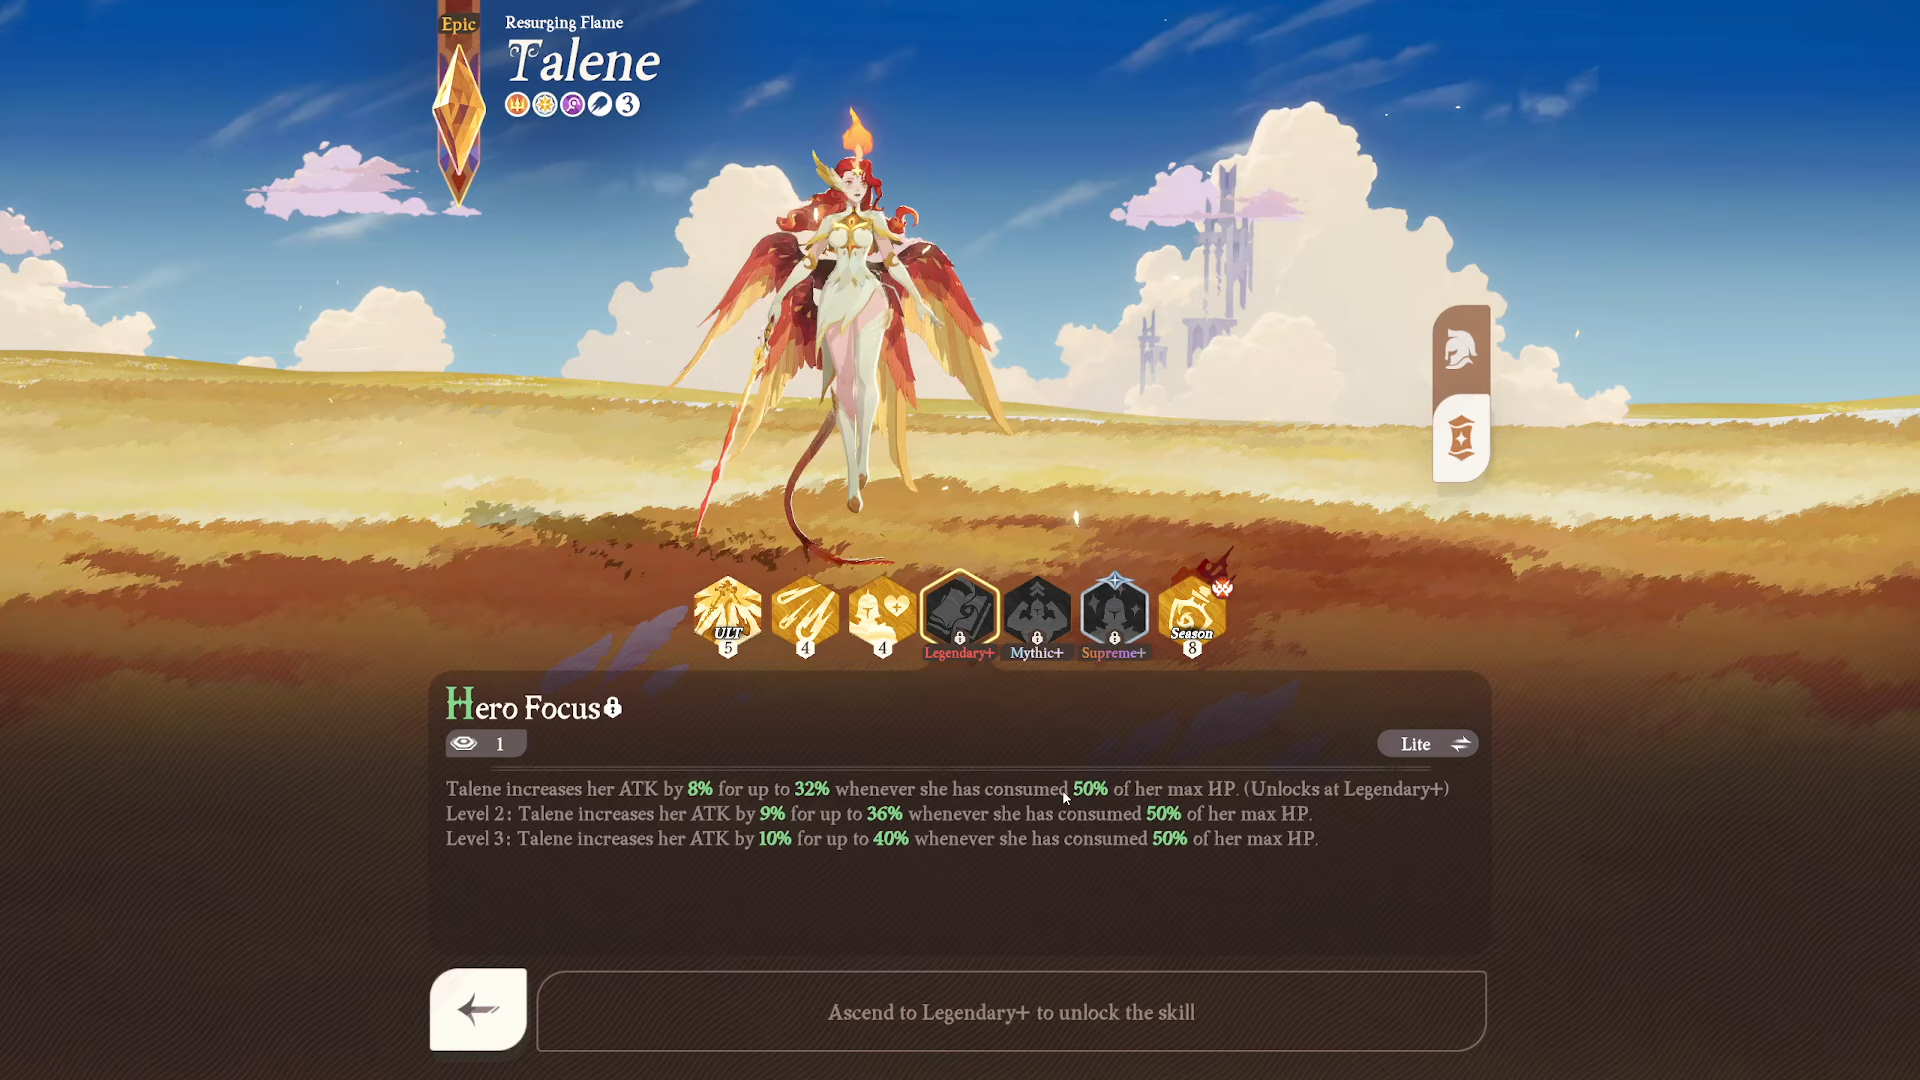 Epic
Resurging Flame
Talene
3
ULT
5
4
4
Legendary+
Mythic+
Supreme+
Season
8
Hero Focus
1
Lite
Talene increases her ATK by 8% for up to 32% whenever she has consumed 50% of her max HP. (Unlocks at Legendary+)
Level 2: Talene increases her ATK by 9% for up to 36% whenever she has consumed 50% of her max HP.
Level 3: Talene increases her ATK by 10% for up to 40% whenever she has consumed 50% of her max HP.
Ascend to Legendary+ to unlock the skill